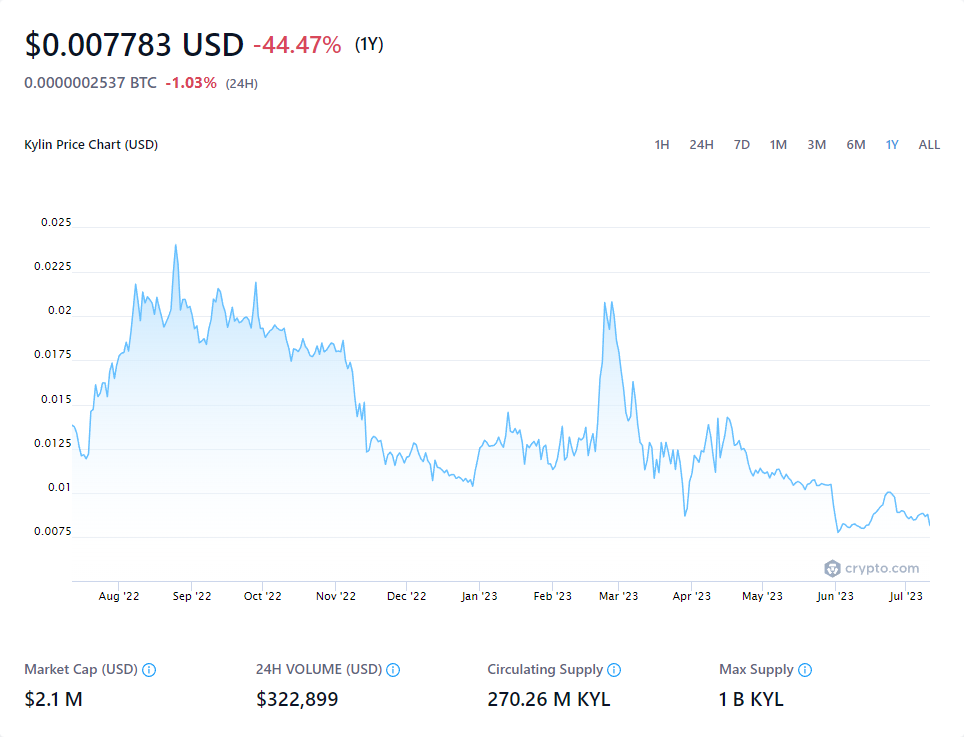 $0.007783 USD -44.47% (1Y)
0.0000002537 BTC -1.03% (24H)
Kylin Price Chart (USD) 1H 24H 7D 1M 3M 6M 1Y ALL
0.025
0.0225
0.02
0.0175
0.015
0.0125
0.01
0.0075
crypto.com
Aug '22 Sep '22 Oct '22 Nov '22 Dec '22 Jan '23 Feb '23 Mar '23 Apr '23 May '23 Jun '23 Jul '23
Market Cap (USD) 24H VOLUME (USD) Circulating Supply Max Supply
$2.1 M $322,899 270.26 M KYL 1 B KYL